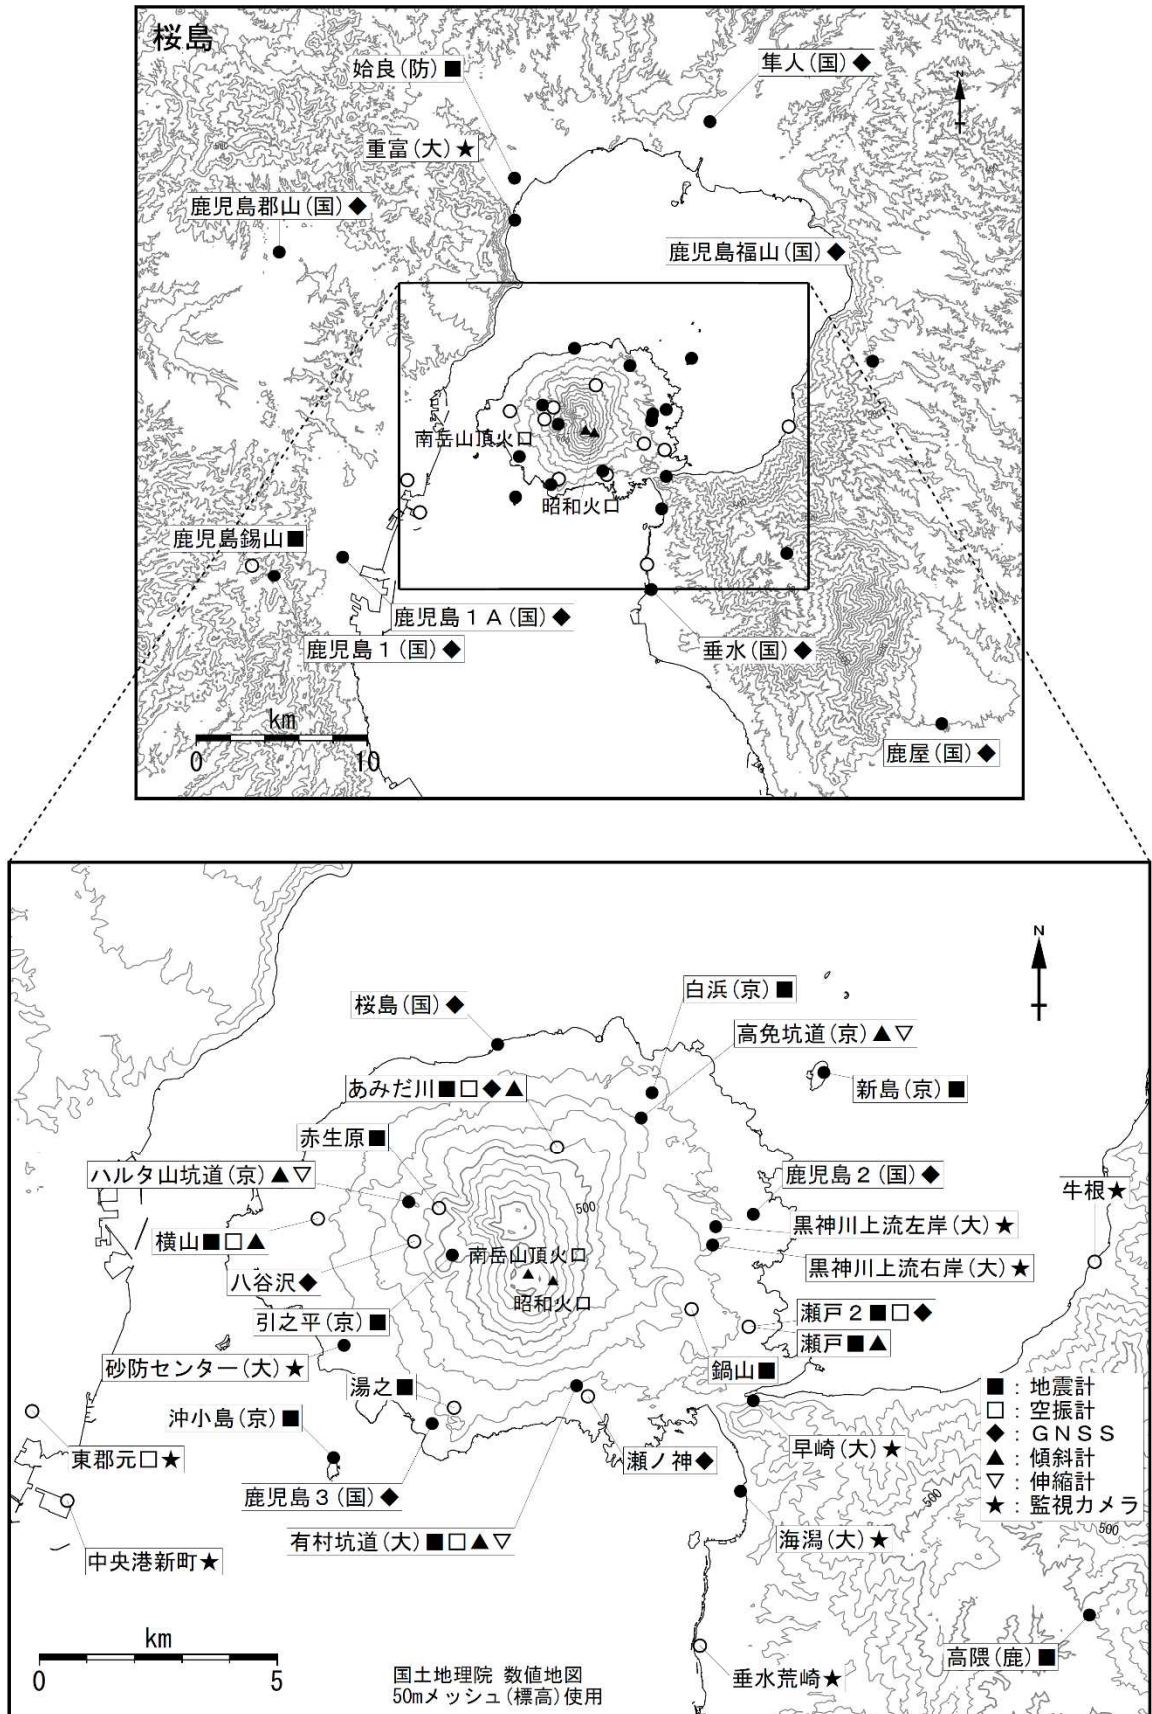 桜島
姶良(防)■
隼人(国)◆
N
重富(大)★
鹿児島郡山(国)◆
鹿児島福山(国)◆
南岳山頂火口
昭和火口
鹿児島錫山■
鹿児島1A(国)◆
鹿児島1(国)◆
垂水(国)◆
km
0 10
鹿屋(国)◆
N
白浜(京)■
桜島(国)◆
高免坑道(京)▲▽
あみだ川■□◆▲
新島(京)■
赤生原■
ハルタ山坑道(京)▲▽
鹿児島2(国)◆
牛根★
500
黒神川上流左岸(大)★
横山■□▲
南岳山頂火口
黒神川上流右岸(大)★
八谷沢◆
昭和火口
瀬戸2■□◆
引之平(京)■
瀬戸■▲
砂防センター(大)★
鍋山■
湯之■
沖小島(京)■
東郡元□★
早崎(大)★
瀬ノ神◆
鹿児島3(国)◆
有村坑道(大)■□▲▽
海潟(大)★
中央港新町★
■:地震計
□:空振計
◆:GNSS
▲:傾斜計
▽:伸縮計
★:監視カメラ
500
500
km
0 5
国土地理院 数値地図
50mメッシュ(標高)使用
垂水荒崎★
高隈(鹿)■